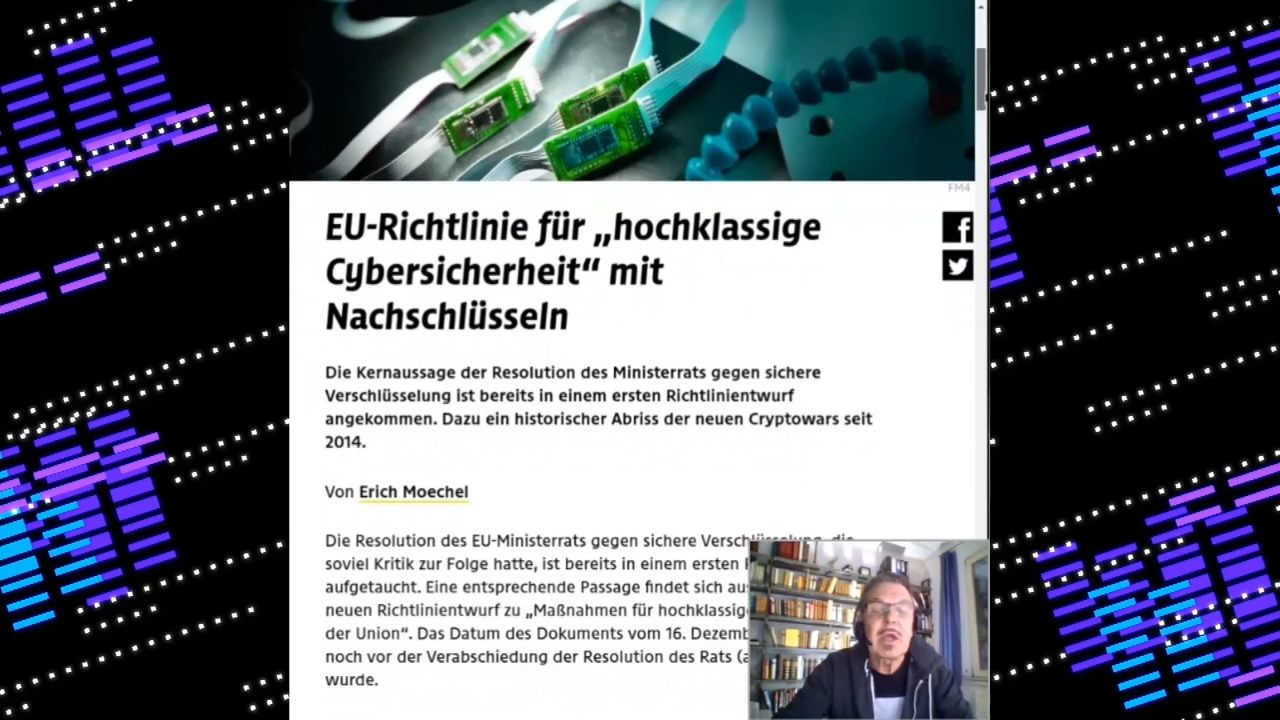 FM4
EU-Richtlinie für „hochklassige
Cybersicherheit“ mit
Nachschlüsseln
Die Kernaussage der Resolution des Ministerrats gegen sichere
Verschlüsselung ist bereits in einem ersten Richtlinientwurf
angekommen. Dazu ein historischer Abriss der neuen Cryptowars seit
2014.
Von Erich Moechel
Die Resolution des EU-Ministerrats gegen sichere Verschlüsselung, die
soviel Kritik zur Folge hatte, ist bereits in einem ersten
aufgetaucht. Eine entsprechende Passage findet sich
neuen Richtlinientwurf zu „Maßnahmen für
der Union“. Das Datum des Dokuments vom 16.
noch vor der Verabschiedung der Resolution des Rats
wurde.